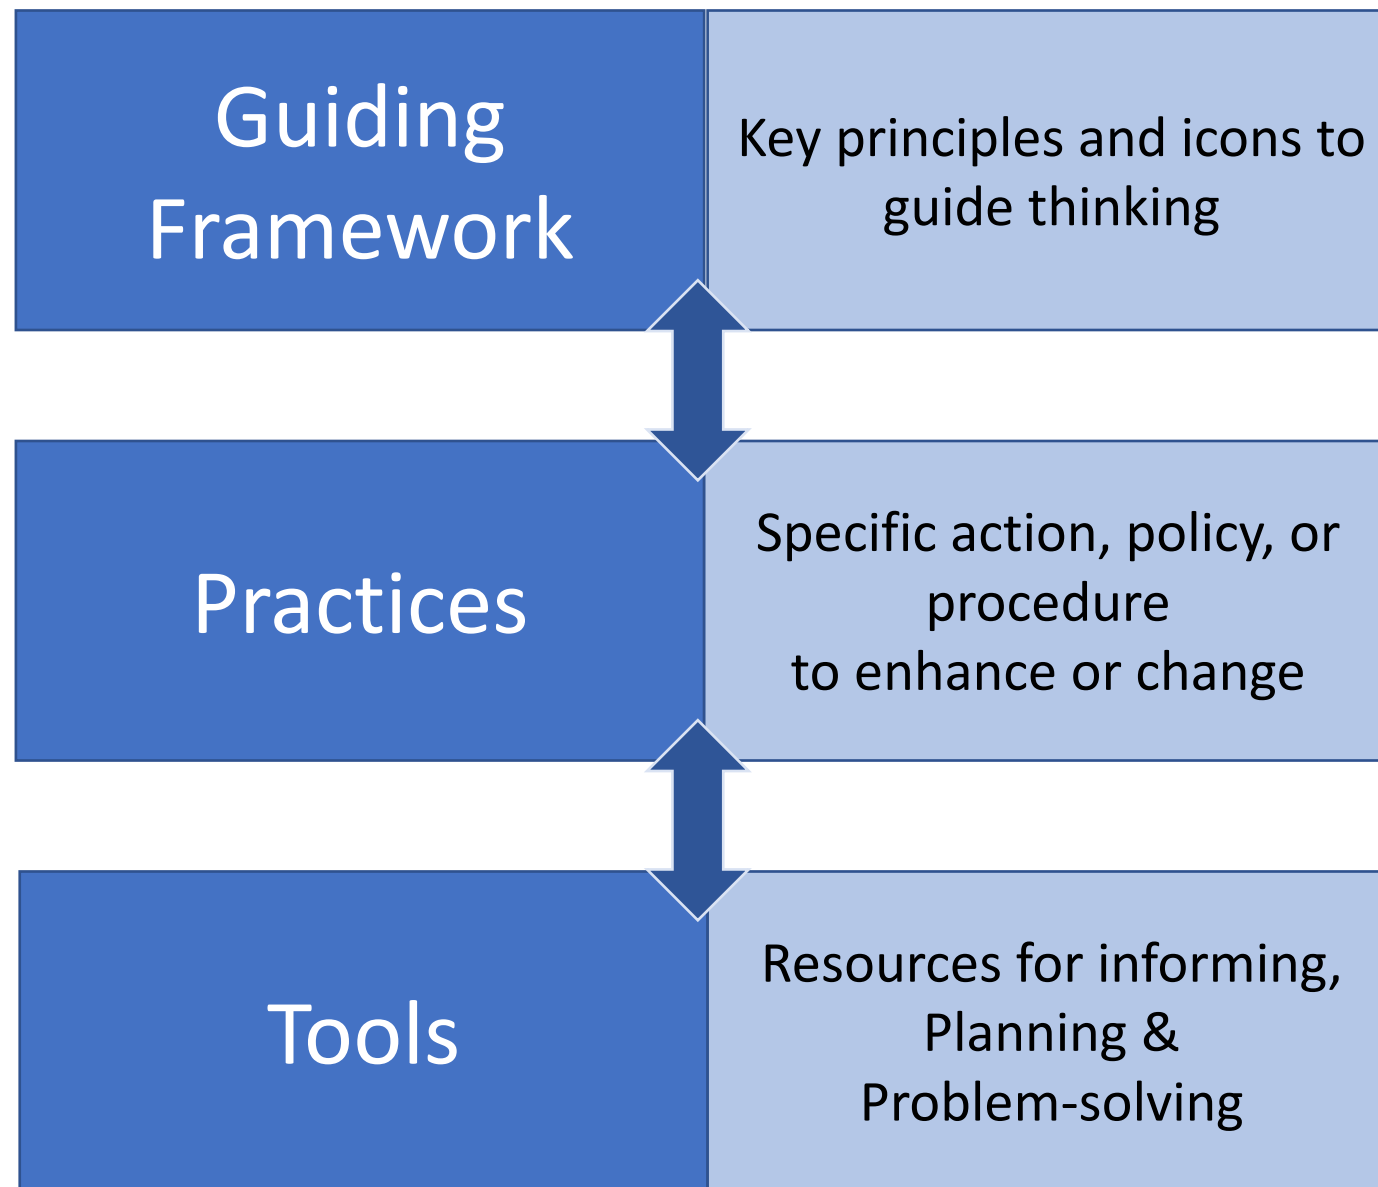 Guiding
Framework
Key principles and icons to
guide thinking
Practices
Specific action, policy, or
procedure
to enhance or change
Tools
Resources for informing,
Planning &
Problem-solving